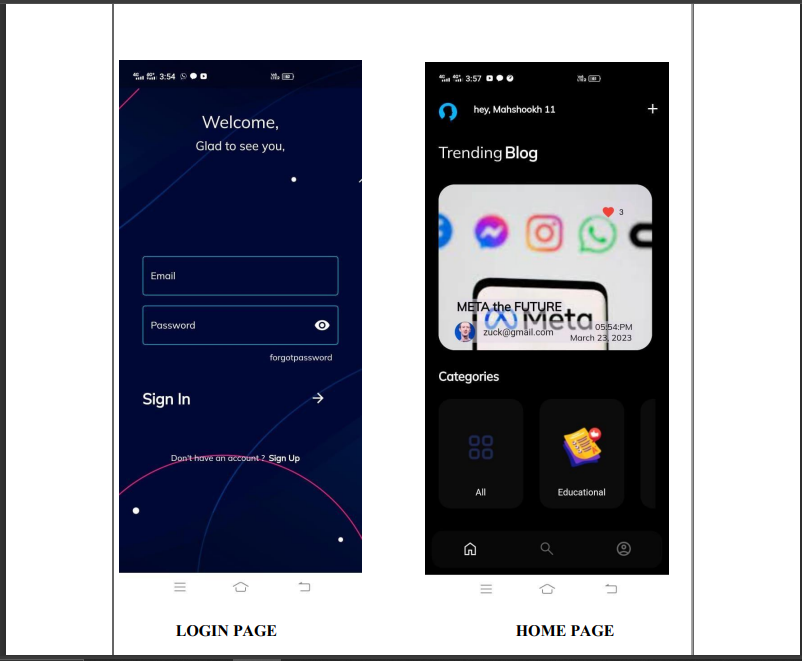 3:54
Welcome,
Glad to see you,
Email
Password
forgotpassword
Sign In
Don't have an account ? Sign Up
LOGIN PAGE
3:57
hey, Mahshookh 11
Trending Blog
3
META the FUTURE
Meta
zuck@gmail.com
05:54:PM
March 23, 2023
Categories
All
Educational
HOME PAGE